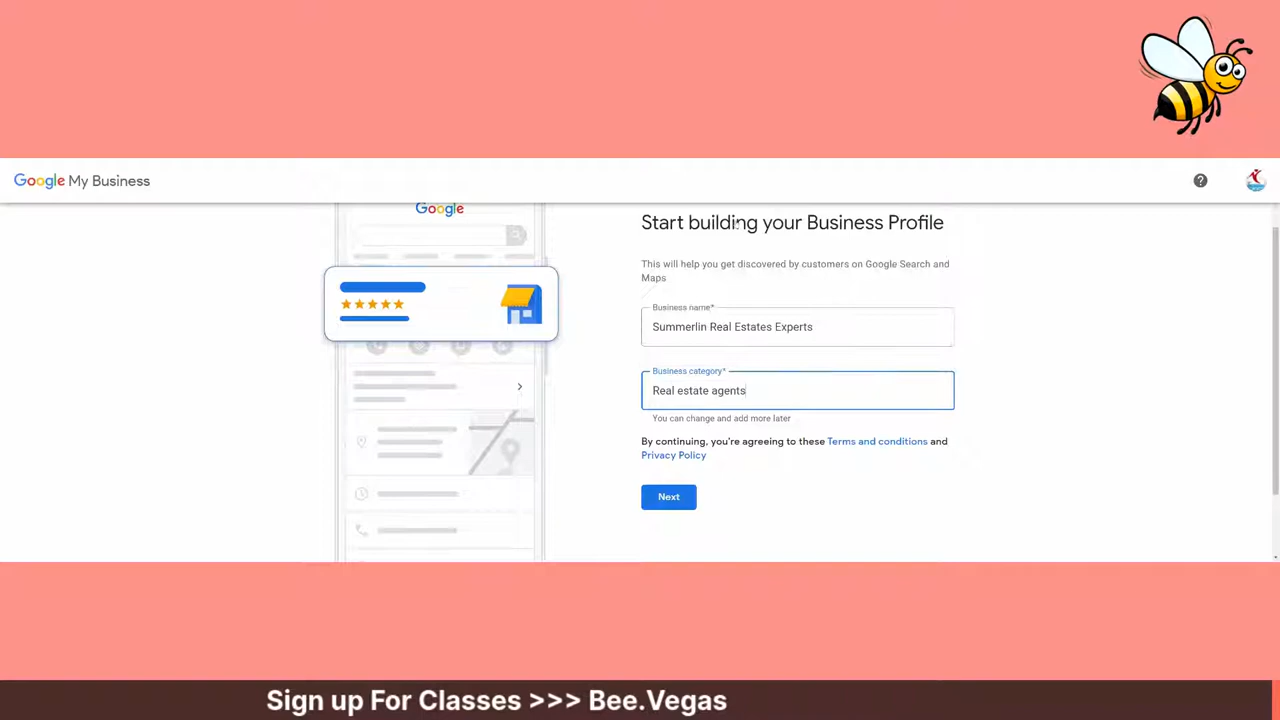 Google My Business
Google
Start building your Business Profile
This will help you get discovered by customers on Google Search and
Maps
Business name*
Summerlin Real Estates Experts
Business category*
Real estate agents
You can change and add more later
By continuing, you're agreeing to these Terms and conditions and
Privacy Policy
Next
Sign up For Classes >>> Bee.Vegas